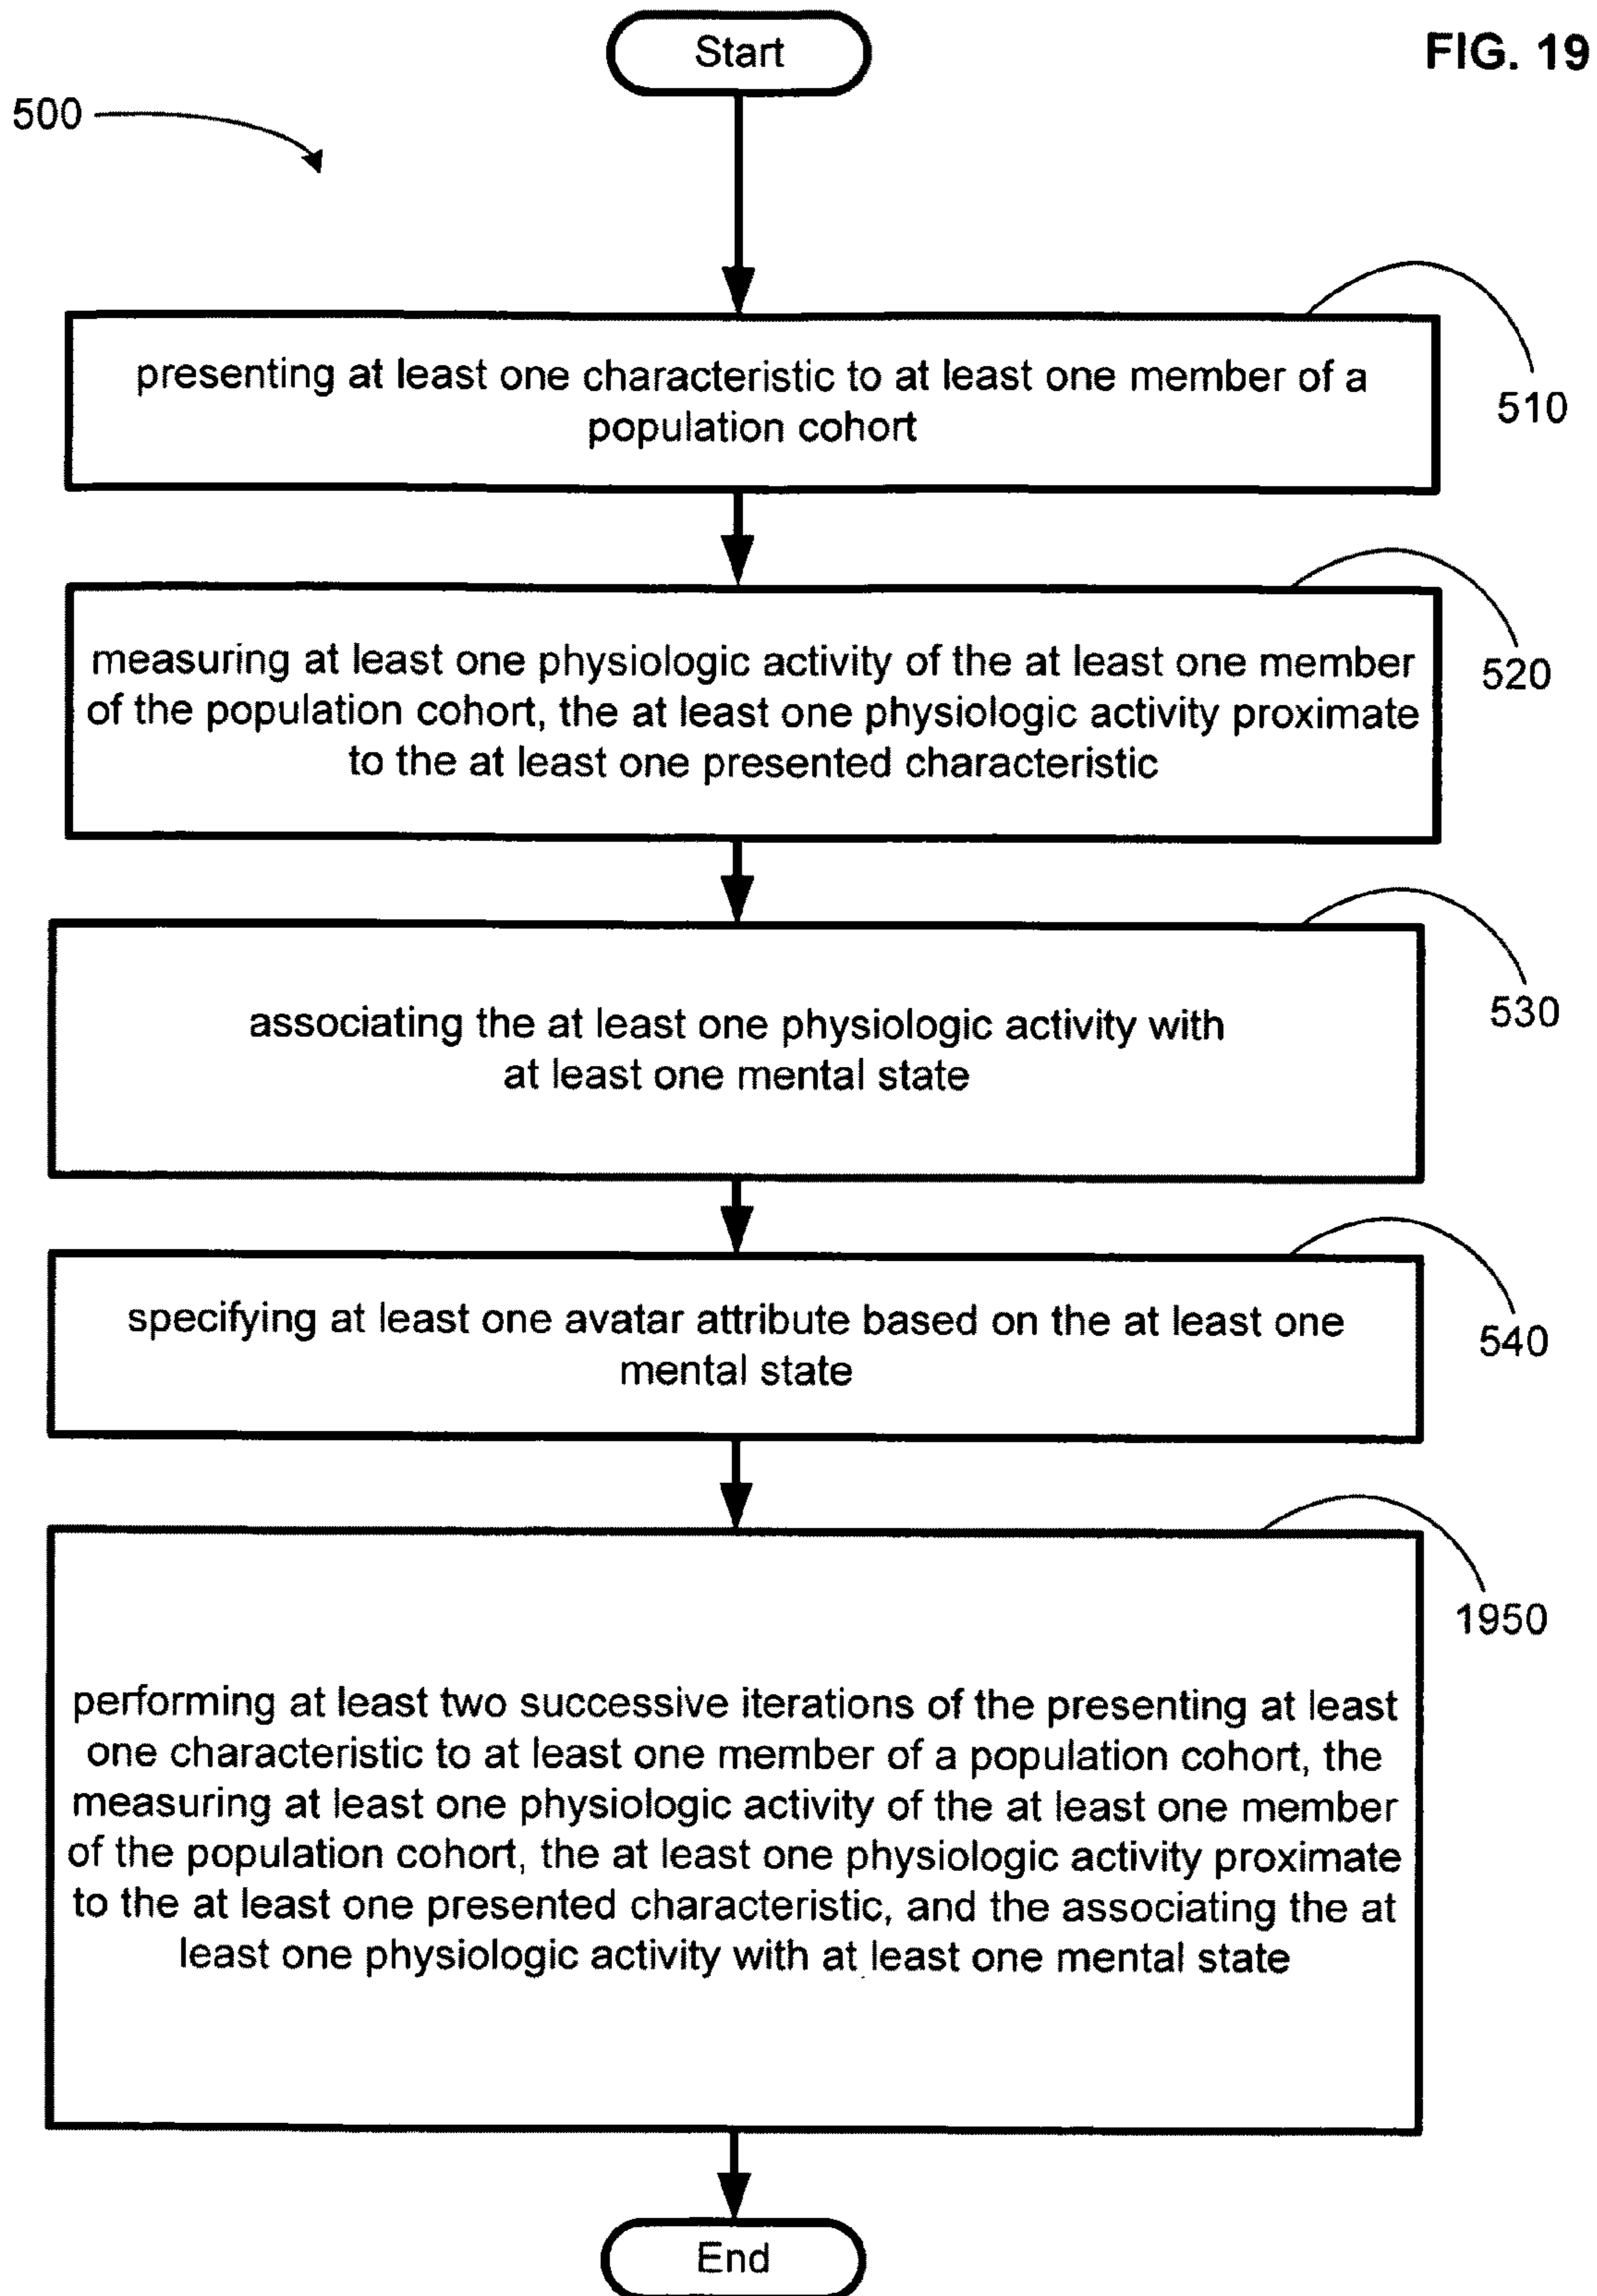 Start
FIG. 19
500
presenting at least one characteristic to at least one member of a
population cohort
510
measuring at least one physiologic activity of the at least one member
of the population cohort, the at least one physiologic activity proximate
to the at least one presented characteristic
520
associating the at least one physiologic activity with
at least one mental state
530
specifying at least one avatar attribute based on the at least one
mental state
540
performing at least two successive iterations of the presenting at least
one characteristic to at least one member of a population cohort, the
measuring at least one physiologic activity of the at least one member
of the population cohort, the at least one physiologic activity proximate
to the at least one presented characteristic, and the associating the at
least one physiologic activity with at least one mental state
1950
End